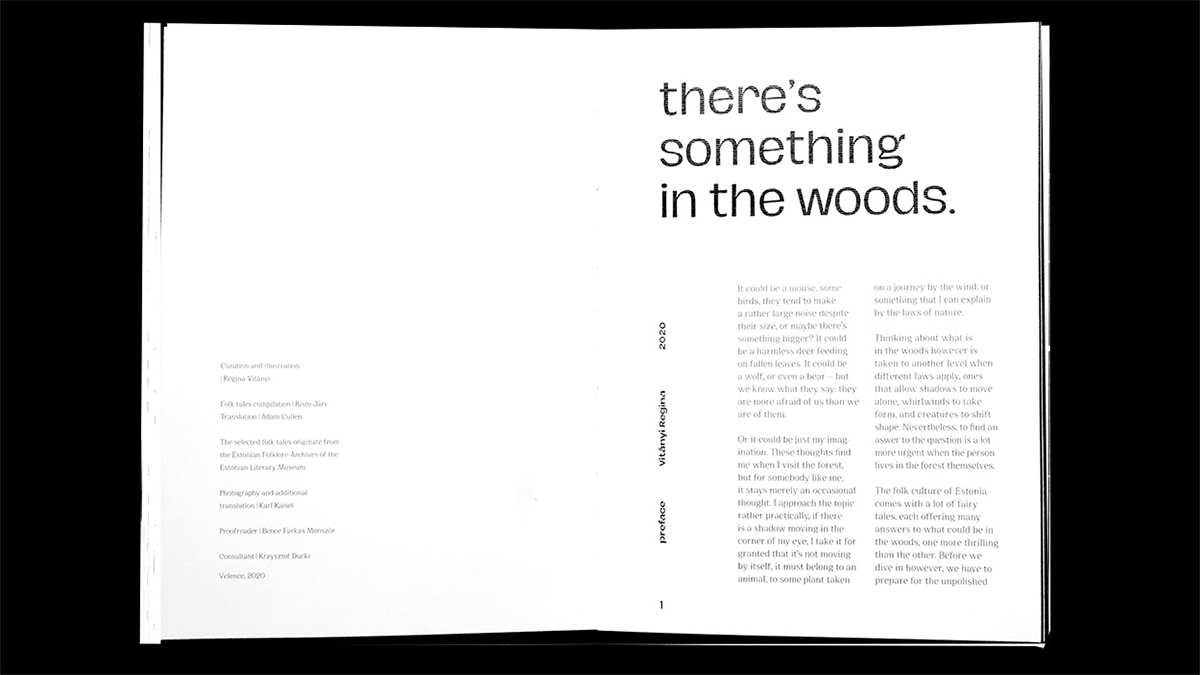 Curation and illustration
| Regina Vitányi
Folk tales compilation | Risto Järv
Translation | Adam Cullen
The selected folk tales originate from
the Estonian Folklore Archives of the
Estonian Literary Museum
Photography and additional
translation | Karl Kaisel
Proofreader | Bence Farkas
Consultant | Krzysztof Ducki
Velence, 2020
there's
something
in the woods.
2020
Vitányi Regina
preface
1
It could be a mouse, some
birds, they tend to make
a rather large noise despite
their size, or maybe there's
something bigger? It could
be a harmless deer feeding
on fallen leaves. It could be
a wolf, or even a bear – but
we know what they say: they
are more afraid of us than we
are of them.
Or it could be just my imag-
ination. These thoughts find
me when I visit the forest,
but for somebody like me,
it stays merely an occasional
thought. I approach the topic
rather practically, if there
is a shadow moving in the
corner of my eye, I take it for
granted that it's not moving
by itself, it must belong to an
animal, to some plant taken
on a journey by the wind, or
something that I can explain
by the laws of nature.
Thinking about what is
in the woods however is
taken to another level when
different laws apply, ones
that allow shadows to move
alone, whirlwinds to take
form, and creatures to shift
shape. Nevertheless, to find an
aswer to the question is a lot
more urgent when the person
lives in the forest themselves.
The folk culture of Estonia
comes with a lot of fairy
tales, each offering many
answers to what could be in
the woods, one more thrilling
than the other. Before we
dive in however, we have to
prepare for the unpolished